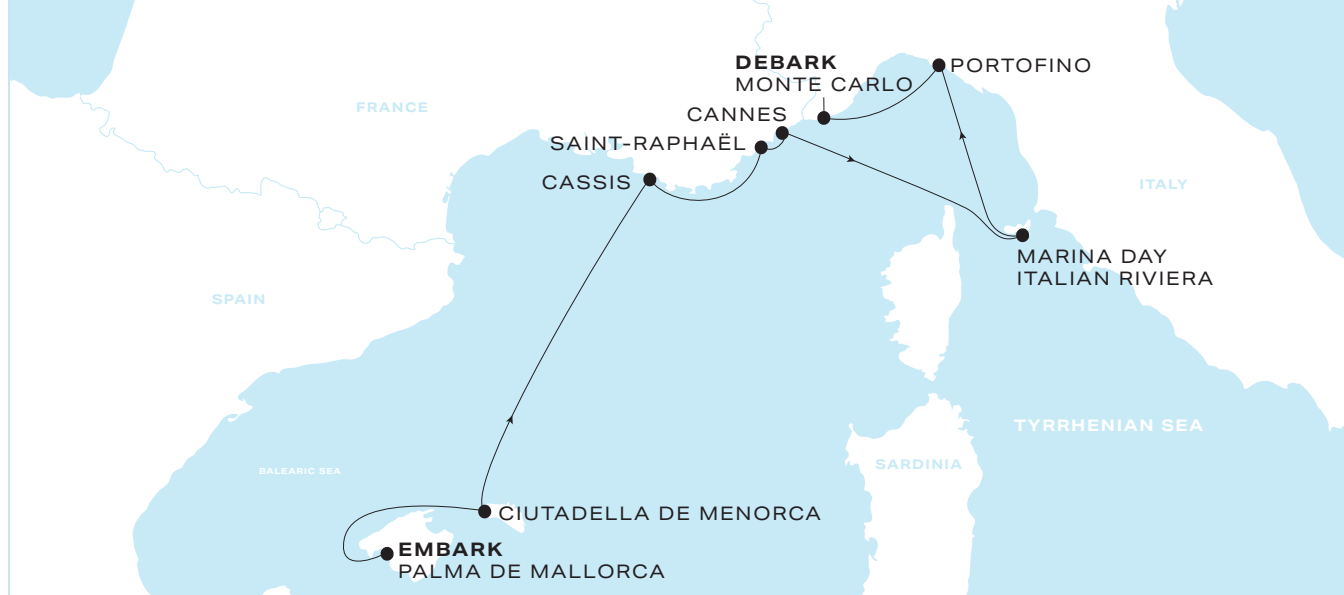 DEBARK
MONTE CARLO
PORTOFINO
FRANCE
CANNES
SAINT-RAPHAËL
CASSIS
ITALY
MARINA DAY
ITALIAN RIVIERA
SPAIN
TYRRHENIAN SEA
SARDINIA
BALEARIC SEA
CIUTADELLA DE MENORCA
EMBARK
PALMA DE MALLORCA